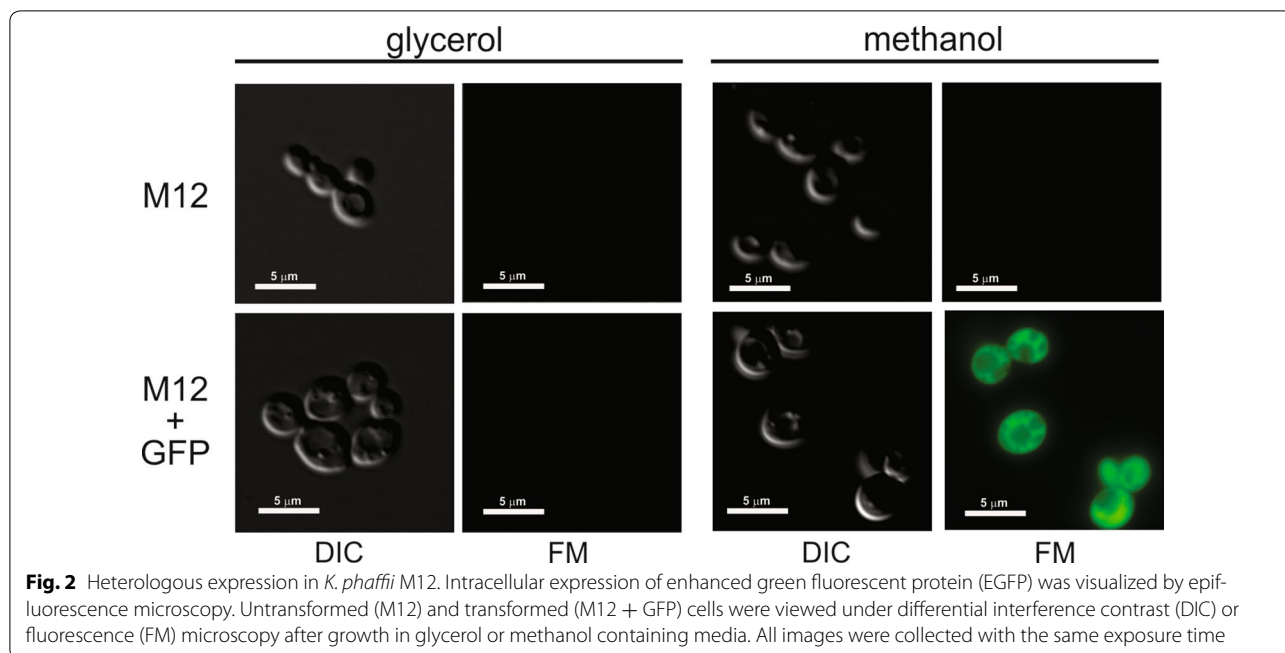 glycerol methanol
M12
5 μm 5 μm
M12
+
GFP
5 μm 5 μm 5 μm 5 μm
5 μm 5 μm
DIC FM DIC FM
Fig. 2 Heterologous expression in K. phaffii M12. Intracellular expression of enhanced green fluorescent protein (EGFP) was visualized by epif-
luorescence microscopy. Untransformed (M12) and transformed (M12 + GFP) cells were viewed under differential interference contrast (DIC) or
fluorescence (FM) microscopy after growth in glycerol or methanol containing media. All images were collected with the same exposure time